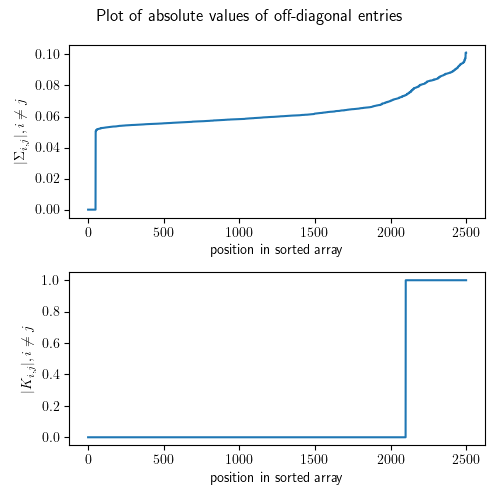 Plot of absolute values of off-diagonal entries
|Σ_{i,j}|, i ≠ j
0.10
0.08
0.06
0.04
0.02
0.00
0 500 1000 1500 2000 2500
position in sorted array
|K_{i,j}|, i ≠ j
1.0
0.8
0.6
0.4
0.2
0.0
0 500 1000 1500 2000 2500
position in sorted array